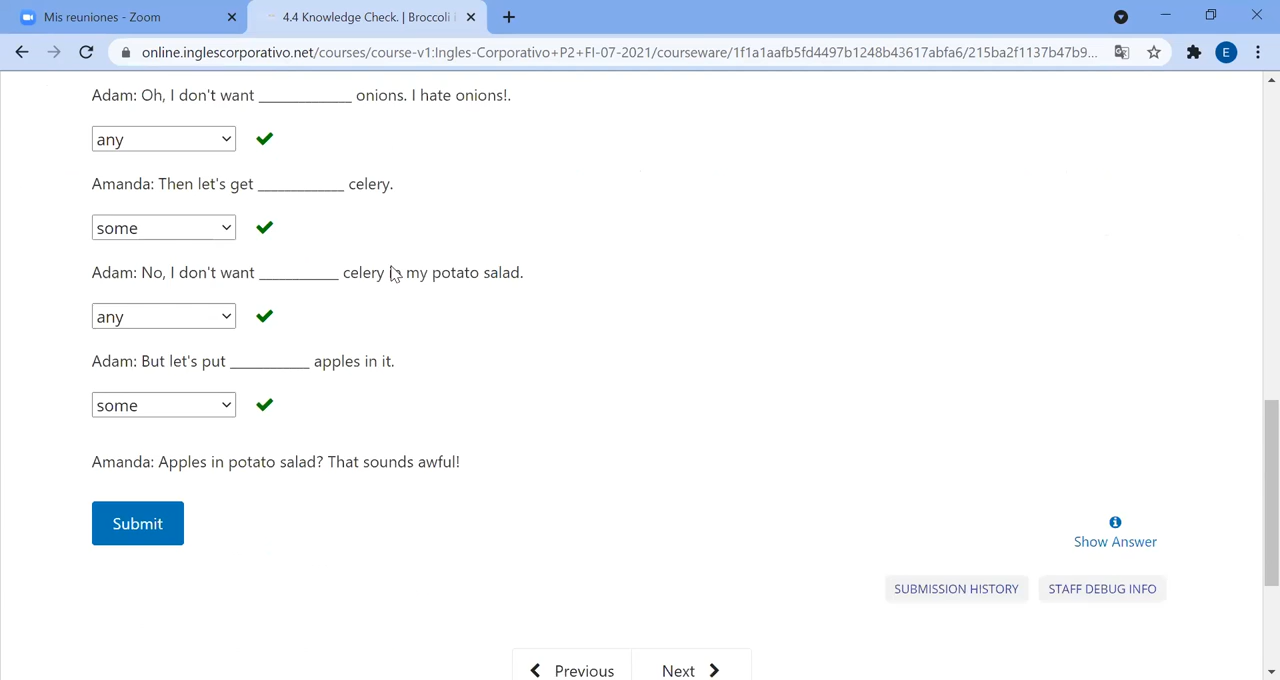 Mis reuniones - Zoom
4.4 Knowledge Check. | Broccoli i
online.inglescorporativo.net/courses/course-v1:Ingles-Corporativo+P2+FI-07-2021/courseware/1f1a1aafb5fd4497b1248b43617abfa6/215ba2f1137b47b9...
E
Adam: Oh, I don't want ____________ onions. I hate onions!.
any
Amanda: Then let's get ____________ celery.
some
Adam: No, I don't want ___________ celery in my potato salad.
any
Adam: But let's put ___________ apples in it.
some
Amanda: Apples in potato salad? That sounds awful!
Submit
Show Answer
SUBMISSION HISTORY
STAFF DEBUG INFO
Previous
Next